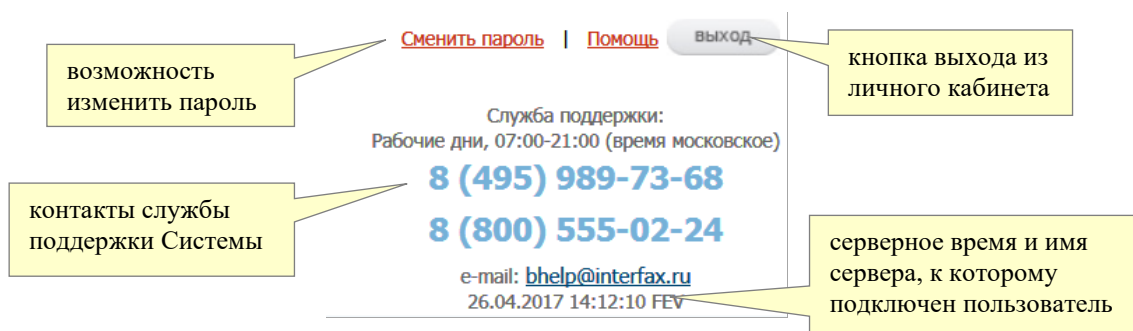 Сменить пароль | Помощь выход
возможность
изменить пароль
кнопка выхода из
личного кабинета
Служба поддержки:
Рабочие дни, 07:00-21:00 (время московское)
8 (495) 989-73-68
8 (800) 555-02-24
контакты службы
поддержки Системы
e-mail: bhelp@interfax.ru
26.04.2017 14:12:10 FEV
серверное время и имя
сервера, к которому
подключен пользователь